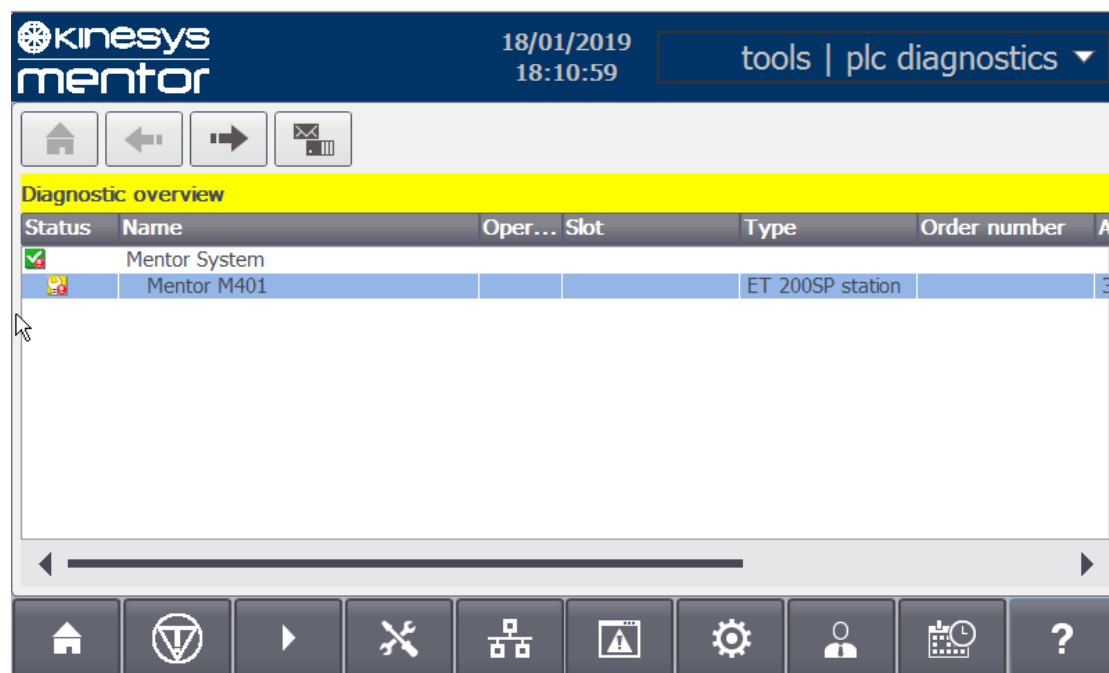 kinesys
mentor
18/01/2019
18:10:59
tools | plc diagnostics
Diagnostic overview
Status Name Oper... Slot Type Order number A
Mentor System
Mentor M401 ET 200SP station 3
?